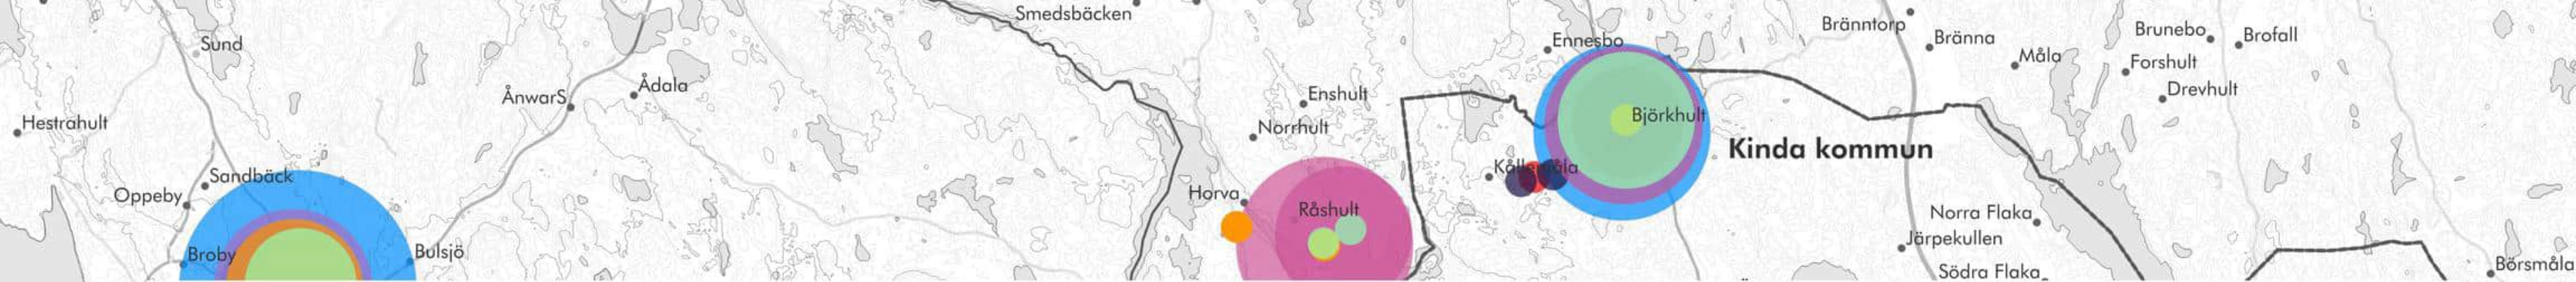 Smedsbäcken
Bränntorp
Brunebo
Brofall
Sund
Ennesbo
Bränna
Måla
Forshult
Ådala
ÅnwarS
Enshult
Drevhult
Hestrahult
Norrhult
Björkhult
Kinda kommun
Sandbäck
Oppeby
Horva
Råshult
Norra Flaka
Järpekullen
Broby
Bulsjö
Södra Flaka
Börsmåla